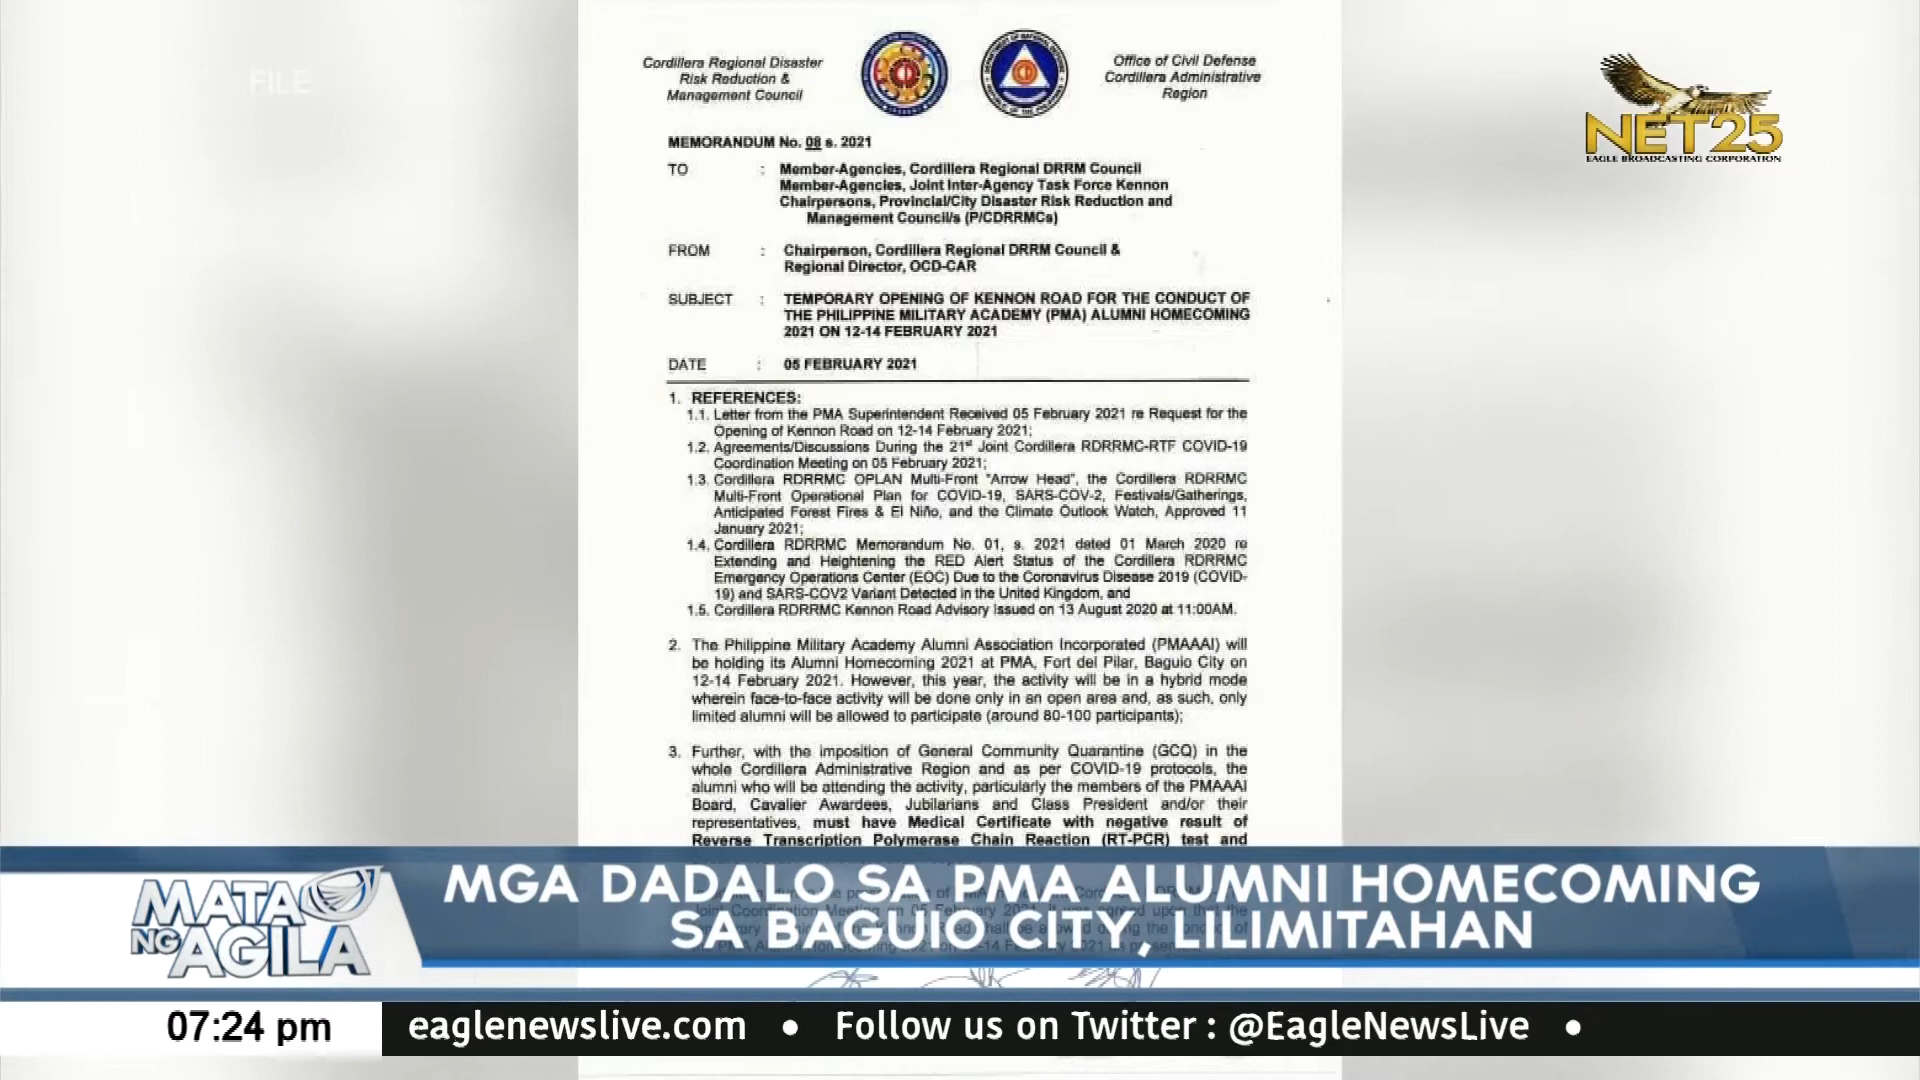 FILE
Cordillera Regional Disaster
Risk Reduction &
Management Council
Office of Civil Defense
Cordillera Administrative
Region
NET25
EAGLE BROADCASTING CORPORATION
MEMORANDUM No. 08 s. 2021
TO : Member-Agencies, Cordillera Regional DRRM Council
Member-Agencies, Joint Inter-Agency Task Force Kennon
Chairpersons, Provincial/City Disaster Risk Reduction and
Management Council/s (P/CDRRMCs)
FROM : Chairperson, Cordillera Regional DRRM Council &
Regional Director, OCD-CAR
SUBJECT : TEMPORARY OPENING OF KENNON ROAD FOR THE CONDUCT OF
THE PHILIPPINE MILITARY ACADEMY (PMA) ALUMNI HOMECOMING
2021 ON 12-14 FEBRUARY 2021
DATE : 05 FEBRUARY 2021
1. REFERENCES:
1.1. Letter from the PMA Superintendent Received 05 February 2021 re Request for the
Opening of Kennon Road on 12-14 February 2021;
1.2. Agreements/Discussions During the 21st Joint Cordillera RDRRMC-RTF COVID-19
Coordination Meeting on 05 February 2021;
1.3. Cordillera RDRRMC OPLAN Multi-Front "Arrow Head", the Cordillera RDRRMC
Multi-Front Operational Plan for COVID-19, SARS-COV-2, Festivals/Gatherings,
Anticipated Forest Fires & El Niño, and the Climate Outlook Watch, Approved 11
January 2021;
1.4. Cordillera RDRRMC Memorandum No. 01, s. 2021 dated 01 March 2020 re
Extending and Heightening the RED Alert Status of the Cordillera RDRRMC
Emergency Operations Center (EOC) Due to the Coronavirus Disease 2019 (COVID-
19) and SARS-COV2 Variant Detected in the United Kingdom, and
1.5. Cordillera RDRRMC Kennon Road Advisory Issued on 13 August 2020 at 11:00AM.
2. The Philippine Military Academy Alumni Association Incorporated (PMAAAI) will
be holding its Alumni Homecoming 2021 at PMA, Fort del Pilar, Baguio City on
12-14 February 2021. However, this year, the activity will be in a hybrid mode
wherein face-to-face activity will be done only in an open area and, as such, only
limited alumni will be allowed to participate (around 80-100 participants);
3. Further, with the imposition of General Community Quarantine (GCQ) in the
whole Cordillera Administrative Region and as per COVID-19 protocols, the
alumni who will be attending the activity, particularly the members of the PMAAAI
Board, Cavalier Awardees, Jubilarians and Class President and/or their
representatives, must have Medical Certificate with negative result of
Reverse Transcription Polymerase Chain Reaction (RT-PCR) test and
MATA NG AGILA
MGA DADALO SA PMA ALUMNI HOMECOMING
SA BAGUIO CITY, LILIMITAHAN
07:24 pm
eaglenewslive.com • Follow us on Twitter : @EagleNewsLive •